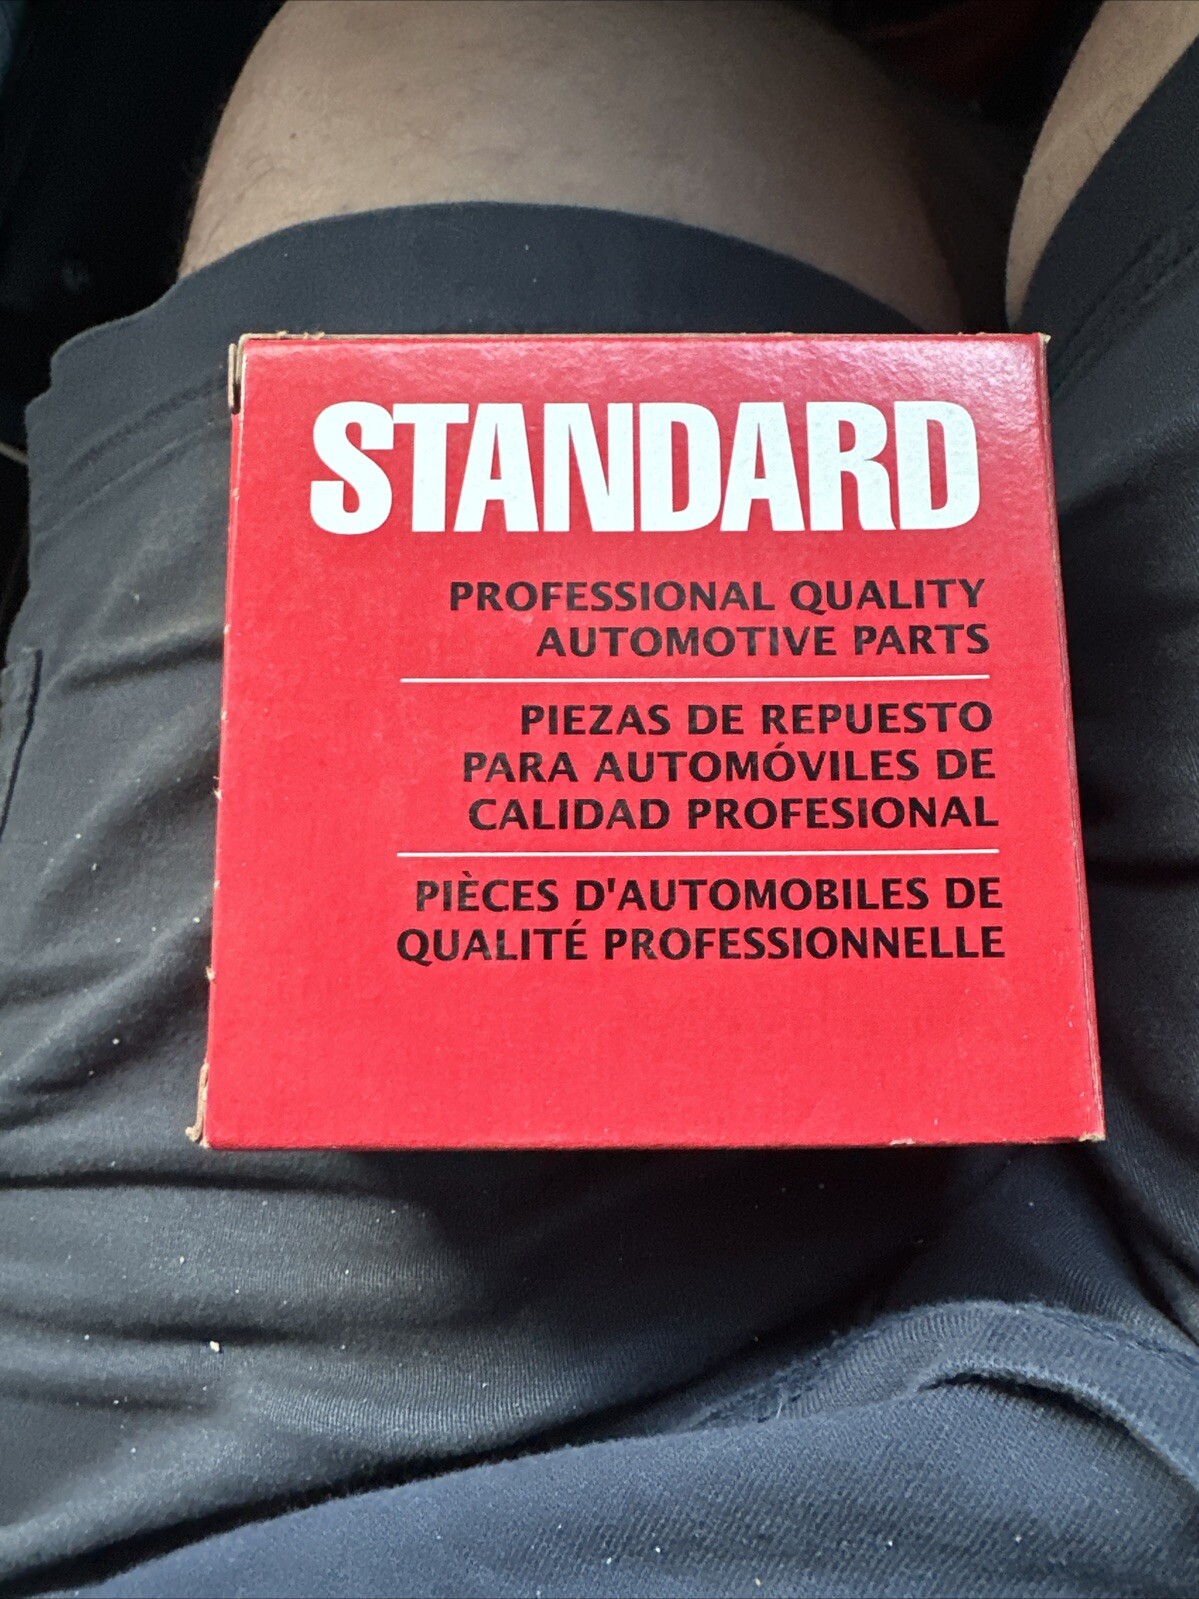 STANDARD
PROFESSIONAL QUALITY
AUTOMOTIVE PARTS
PIEZAS DE REPUESTO
PARA AUTOMÓVILES DE
CALIDAD PROFESIONAL
PIÈCES D'AUTOMOBILES DE
QUALITÉ PROFESSIONNELLE